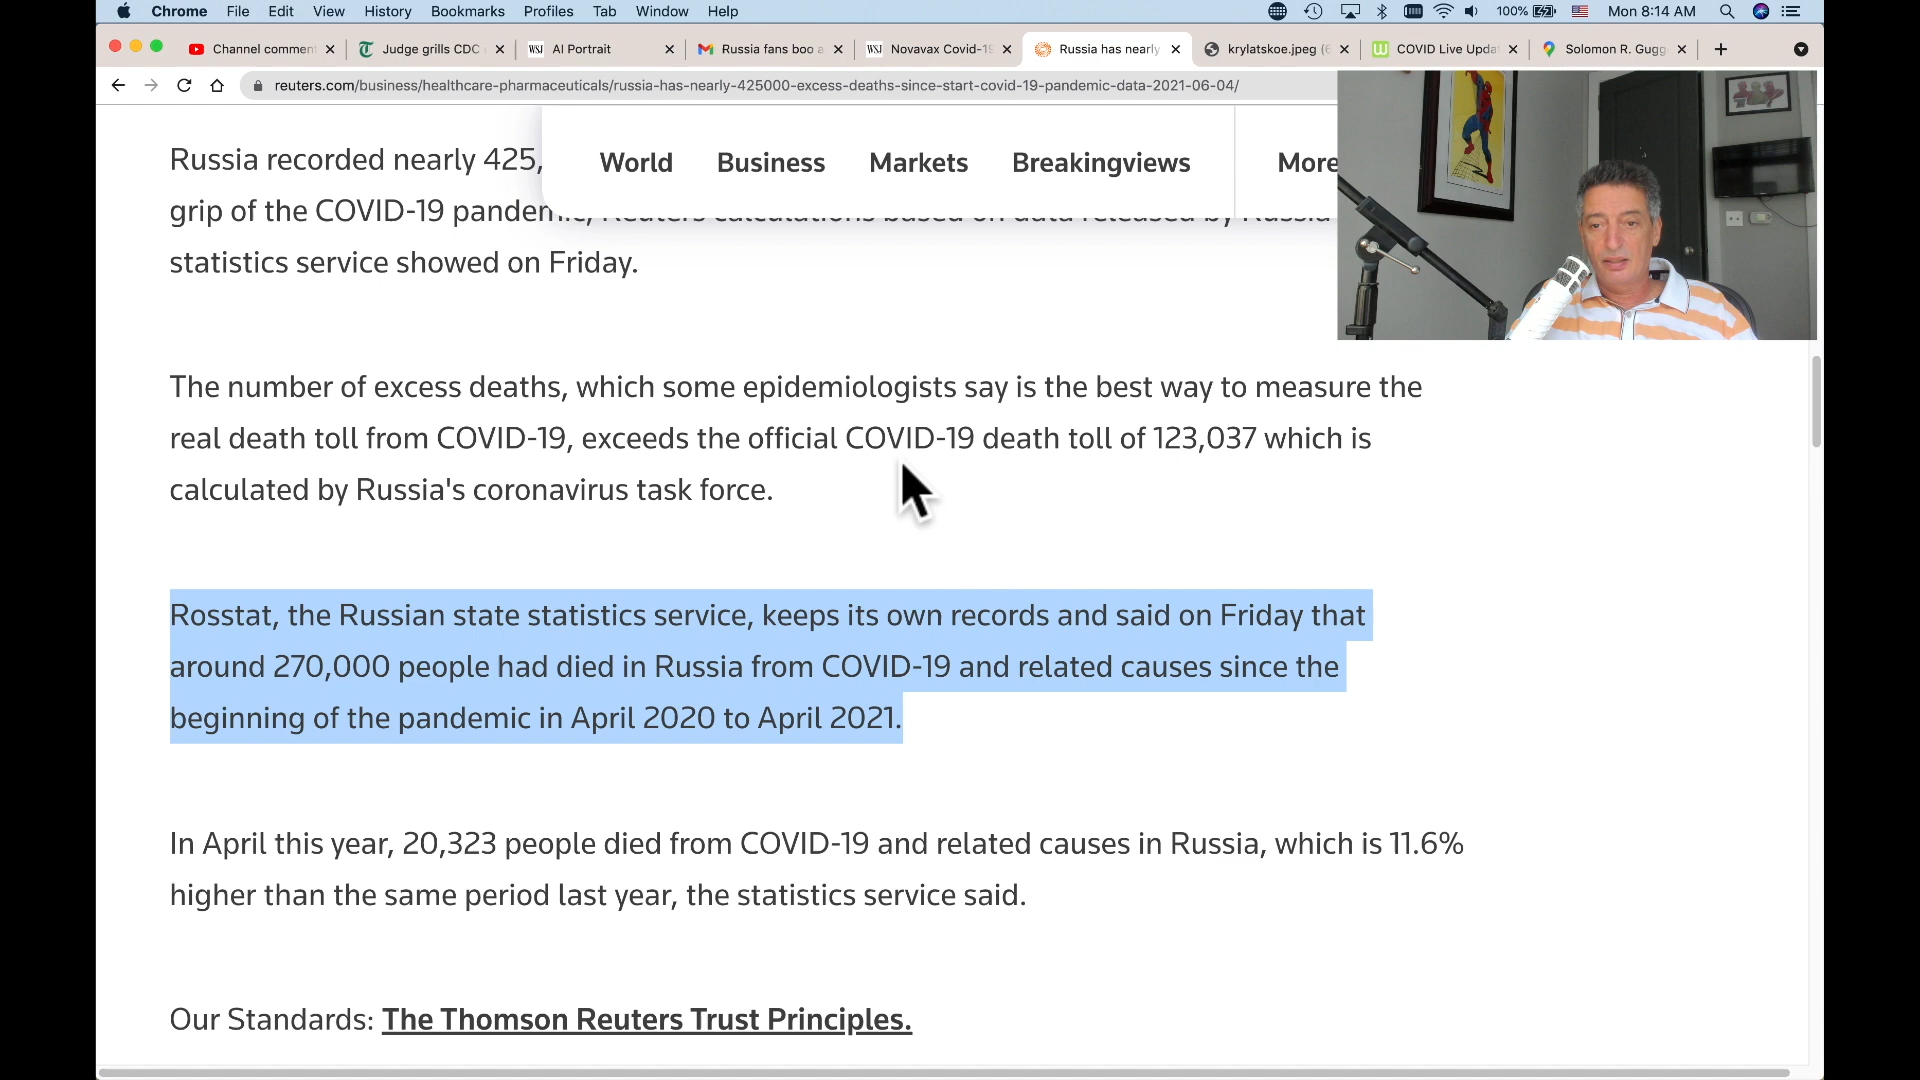 Chrome File Edit View History Bookmarks Profiles Tab Window Help 100% Mon 8:14 AM
Channel comment Judge grills CDC WSJ AI Portrait Russia fans boo a WSJ Novavax Covid-19 Russia has nearly krylatskoe.jpeg (6 COVID Live Upda Solomon R. Gugg
reuters.com/business/healthcare-pharmaceuticals/russia-has-nearly-425000-excess-deaths-since-start-covid-19-pandemic-data-2021-06-04/
World Business Markets Breakingviews More
Russia recorded nearly 425,
grip of the COVID-19 pandemic, Reuters calculations based on data released by Russia
statistics service showed on Friday.
The number of excess deaths, which some epidemiologists say is the best way to measure the
real death toll from COVID-19, exceeds the official COVID-19 death toll of 123,037 which is
calculated by Russia's coronavirus task force.
Rosstat, the Russian state statistics service, keeps its own records and said on Friday that
around 270,000 people had died in Russia from COVID-19 and related causes since the
beginning of the pandemic in April 2020 to April 2021.
In April this year, 20,323 people died from COVID-19 and related causes in Russia, which is 11.6%
higher than the same period last year, the statistics service said.
Our Standards: The Thomson Reuters Trust Principles.